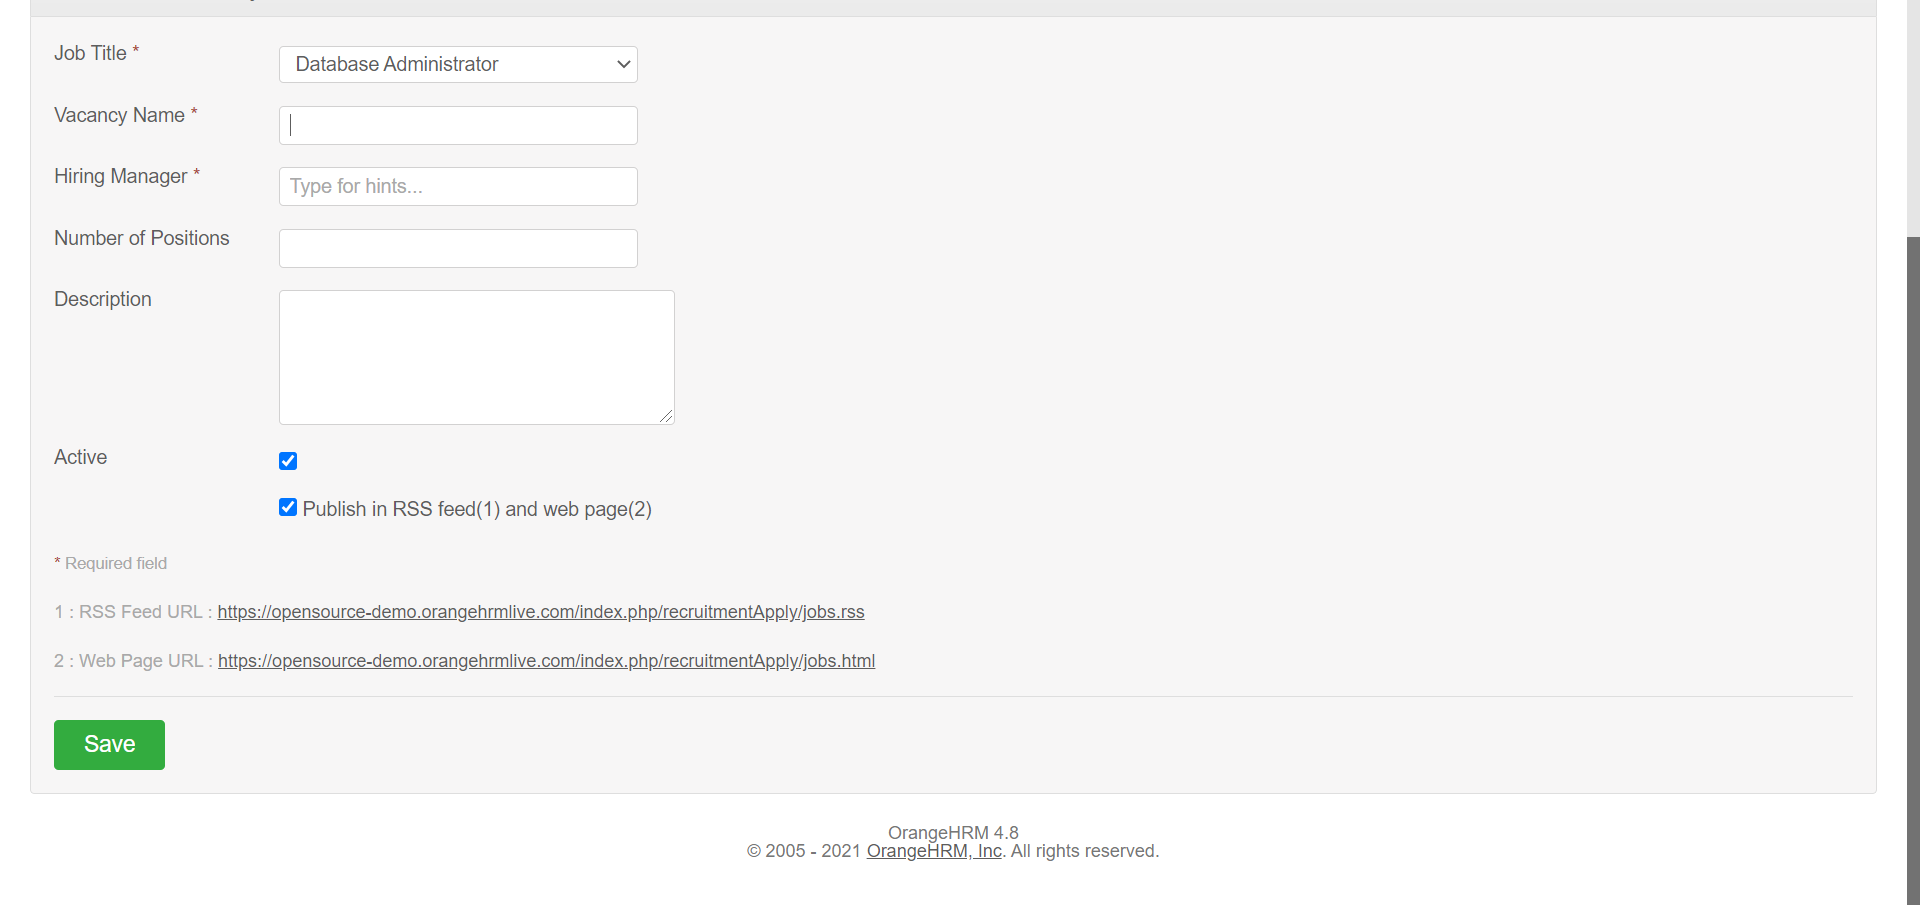 Job Title *
Database Administrator
Vacancy Name *
Hiring Manager *
Type for hints...
Number of Positions
Description
Active
Publish in RSS feed(1) and web page(2)
* Required field
1 : RSS Feed URL : https://opensource-demo.orangehrmlive.com/index.php/recruitmentApply/jobs.rss
2 : Web Page URL : https://opensource-demo.orangehrmlive.com/index.php/recruitmentApply/jobs.html
Save
OrangeHRM 4.8
© 2005 - 2021 OrangeHRM, Inc. All rights reserved.